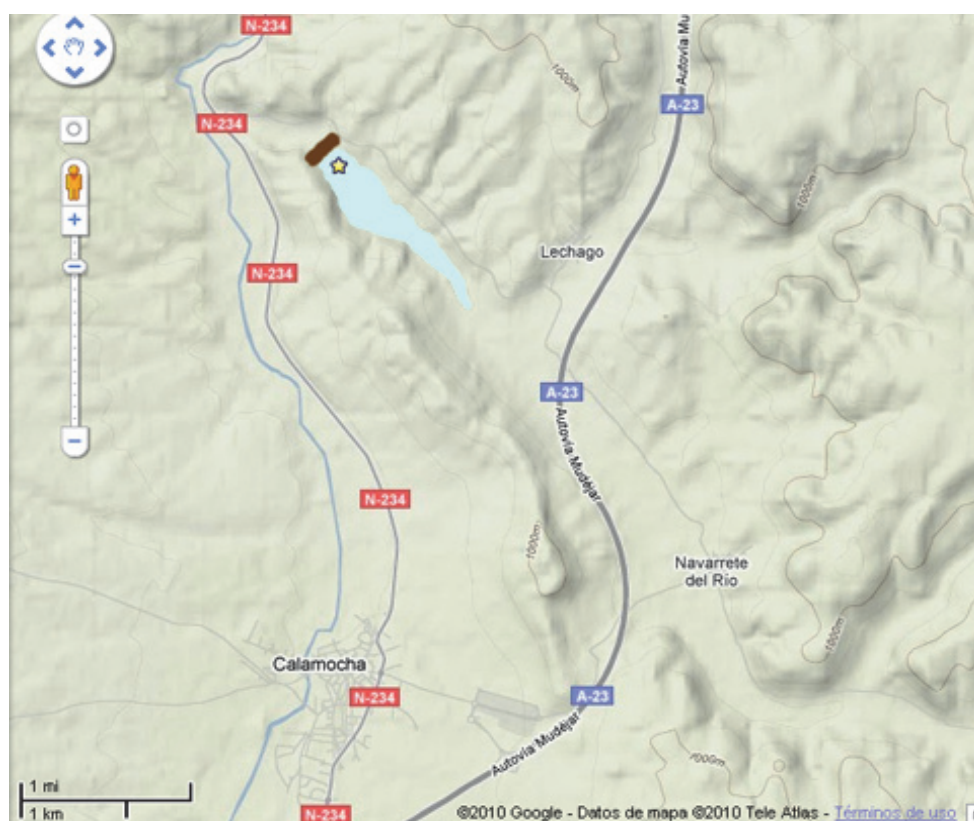 N-234
Autovía Mu
1000m
A-23
N-234
1000m
Lechago
N-234
A-23
Autovía Mudéjar
N-234
1000m
Navarrete
del Río
Calamocha
N-234
A-23
Autovía Mudéjar
1000m
1 mi
1 km
N-234
©2010 Google - Datos de mapa ©2010 Tele Atlas - Términos de uso